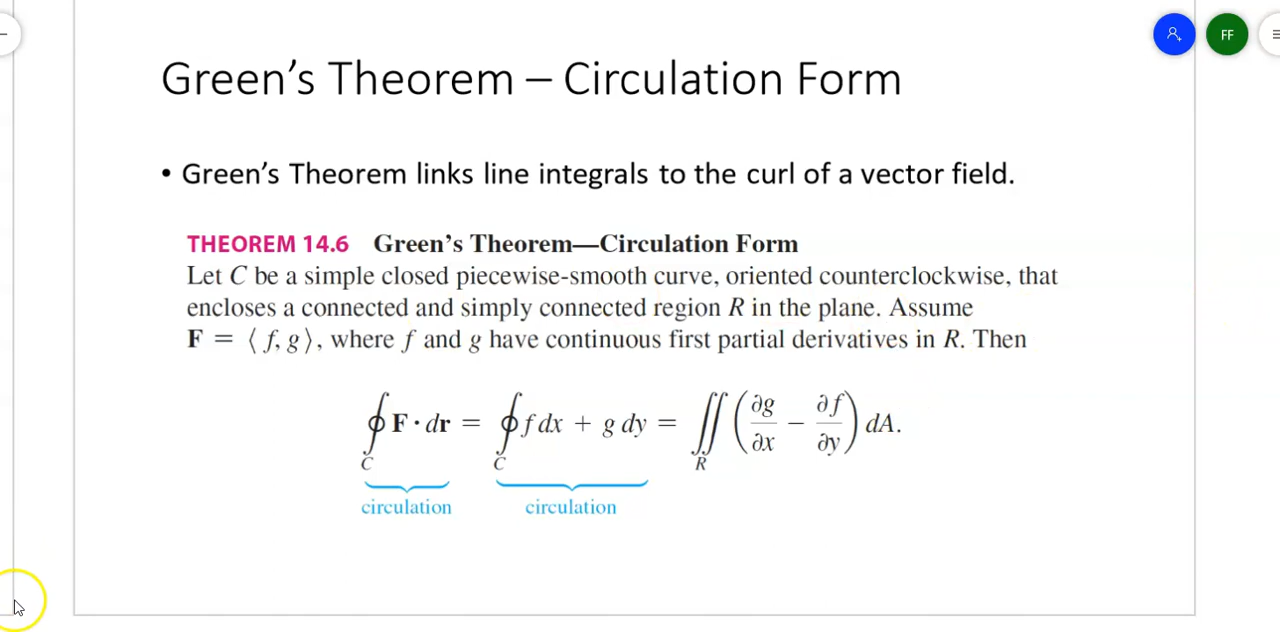 FF
Green's Theorem – Circulation Form
• Green's Theorem links line integrals to the curl of a vector field.
THEOREM 14.6 Green's Theorem—Circulation Form
Let C be a simple closed piecewise-smooth curve, oriented counterclockwise, that
encloses a connected and simply connected region R in the plane. Assume
F = ⟨f, g⟩, where f and g have continuous first partial derivatives in R. Then
∮_C F · dr = ∮_C f dx + g dy = ∬_R (∂g/∂x − ∂f/∂y) dA.
circulation circulation